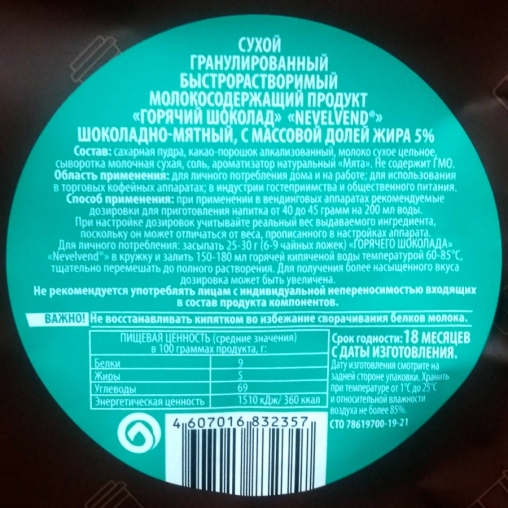 СУХОЙ
ГРАНУЛИРОВАННЫЙ
БЫСТРОРАСТВОРИМЫЙ
МОЛОКОСОДЕРЖАЩИЙ ПРОДУКТ
«ГОРЯЧИЙ ШОКОЛАД» «NEVELVEND®»
ШОКОЛАДНО-МЯТНЫЙ, С МАССОВОЙ ДОЛЕЙ ЖИРА 5%
Состав: сахарная пудра, какао-порошок алкализованный, молоко сухое цельное,
сыворотка молочная сухая, соль, ароматизатор натуральный «Мята». Не содержит ГМО.
Область применения: для личного потребления дома и на работе; для использования
в торговых кофейных аппаратах; в индустрии гостеприимства и общественного питания.
Способ применения: при применении в вендинговых аппаратах рекомендуемые
дозировки для приготовления напитка от 40 до 45 грамм на 200 мл воды.
При настройке дозировок учитывайте реальный вес выдаваемого ингредиента,
поскольку он может отличаться от веса, прописанного в настройках аппарата.
Для личного потребления: засыпать 25-30 г (6-9 чайных ложек) «ГОРЯЧЕГО ШОКОЛАДА»
«Nevelvend®» в кружку и залить 150-180 мл горячей кипяченой воды температурой 60-85°С,
тщательно перемешать до полного растворения. Для получения более насыщенного вкуса
дозировка может быть увеличена.
Не рекомендуется употреблять лицам с индивидуальной непереносимостью входящих
в состав продукта компонентов.
ВАЖНО! Не восстанавливать кипятком во избежание сворачивания белков молока.
ПИЩЕВАЯ ЦЕННОСТЬ (средние значения)
в 100 граммах продукта, г:
Белки 9
Жиры 5
Углеводы 69
Энергетическая ценность 1510 кДж/ 360 ккал
Срок годности: 18 МЕСЯЦЕВ
С ДАТЫ ИЗГОТОВЛЕНИЯ.
Дату изготовления смотрите на
задней стороне упаковки. Хранить
при температуре от 1°С до 25°С
и относительной влажности
воздуха не более 85%.
СТО 78619700-19-21
4 607016 832357